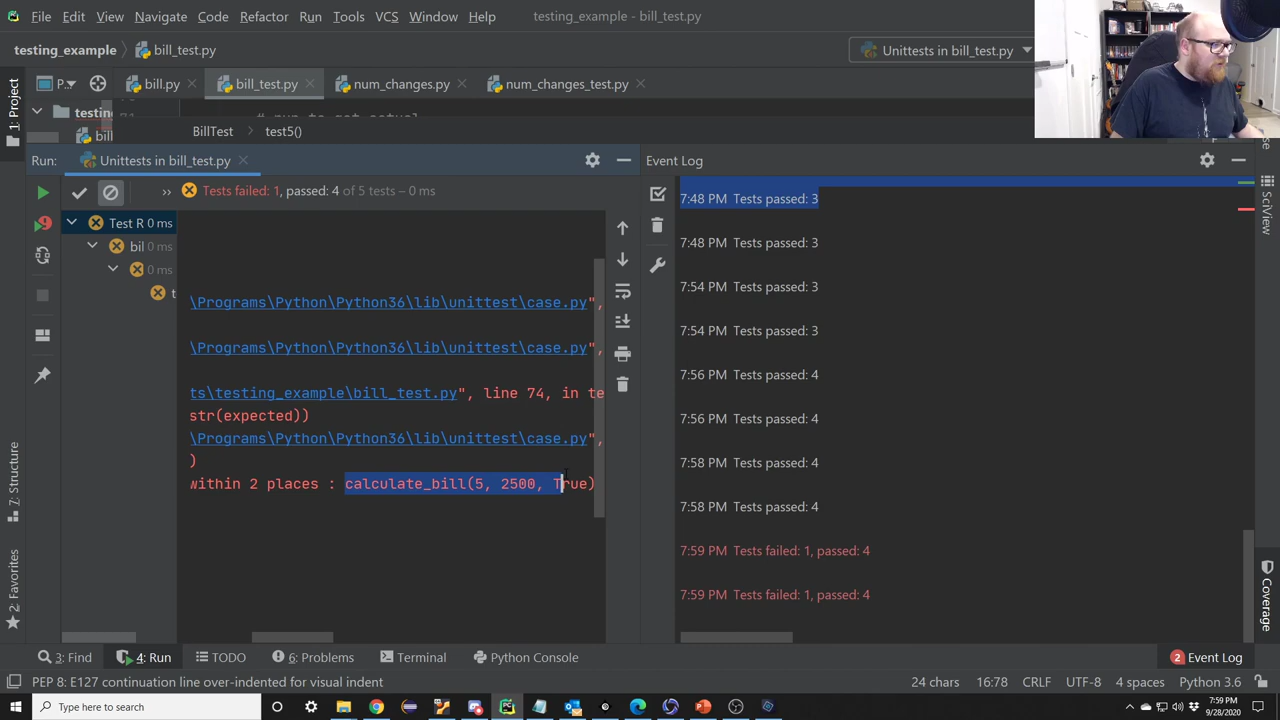 File Edit View Navigate Code Refactor Run Tools VCS Window Help testing_example - bill_test.py
testing_example bill_test.py Unittests in bill_test.py
1: Project P... bill.py bill_test.py num_changes.py num_changes_test.py
testing
bill
BillTest test5()
Run: Unittests in bill_test.py
Event Log
Tests failed: 1, passed: 4 of 5 tests – 0 ms
Test R 0 ms
bil 0 ms
0 ms
t
\Programs\Python\Python36\lib\unittest\case.py",
\Programs\Python\Python36\lib\unittest\case.py",
ts\testing_example\bill_test.py", line 74, in te
str(expected))
\Programs\Python\Python36\lib\unittest\case.py",
)
within 2 places : calculate_bill(5, 2500, True)
7:48 PM Tests passed: 3
7:48 PM Tests passed: 3
7:54 PM Tests passed: 3
7:54 PM Tests passed: 3
7:56 PM Tests passed: 4
7:56 PM Tests passed: 4
7:58 PM Tests passed: 4
7:58 PM Tests passed: 4
7:59 PM Tests failed: 1, passed: 4
7:59 PM Tests failed: 1, passed: 4
SciView
Coverage
7: Structure
2: Favorites
3: Find 4: Run TODO 6: Problems Terminal Python Console 2 Event Log
PEP 8: E127 continuation line over-indented for visual indent 24 chars 16:78 CRLF UTF-8 4 spaces Python 3.6
Type here to search 7:59 PM
9/28/2020